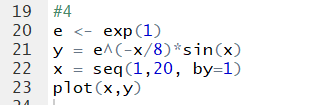 19 #4
20 e <- exp(1)
21 y = e^(-x/8)*sin(x)
22 x = seq(1,20, by=1)
23 plot(x,y)